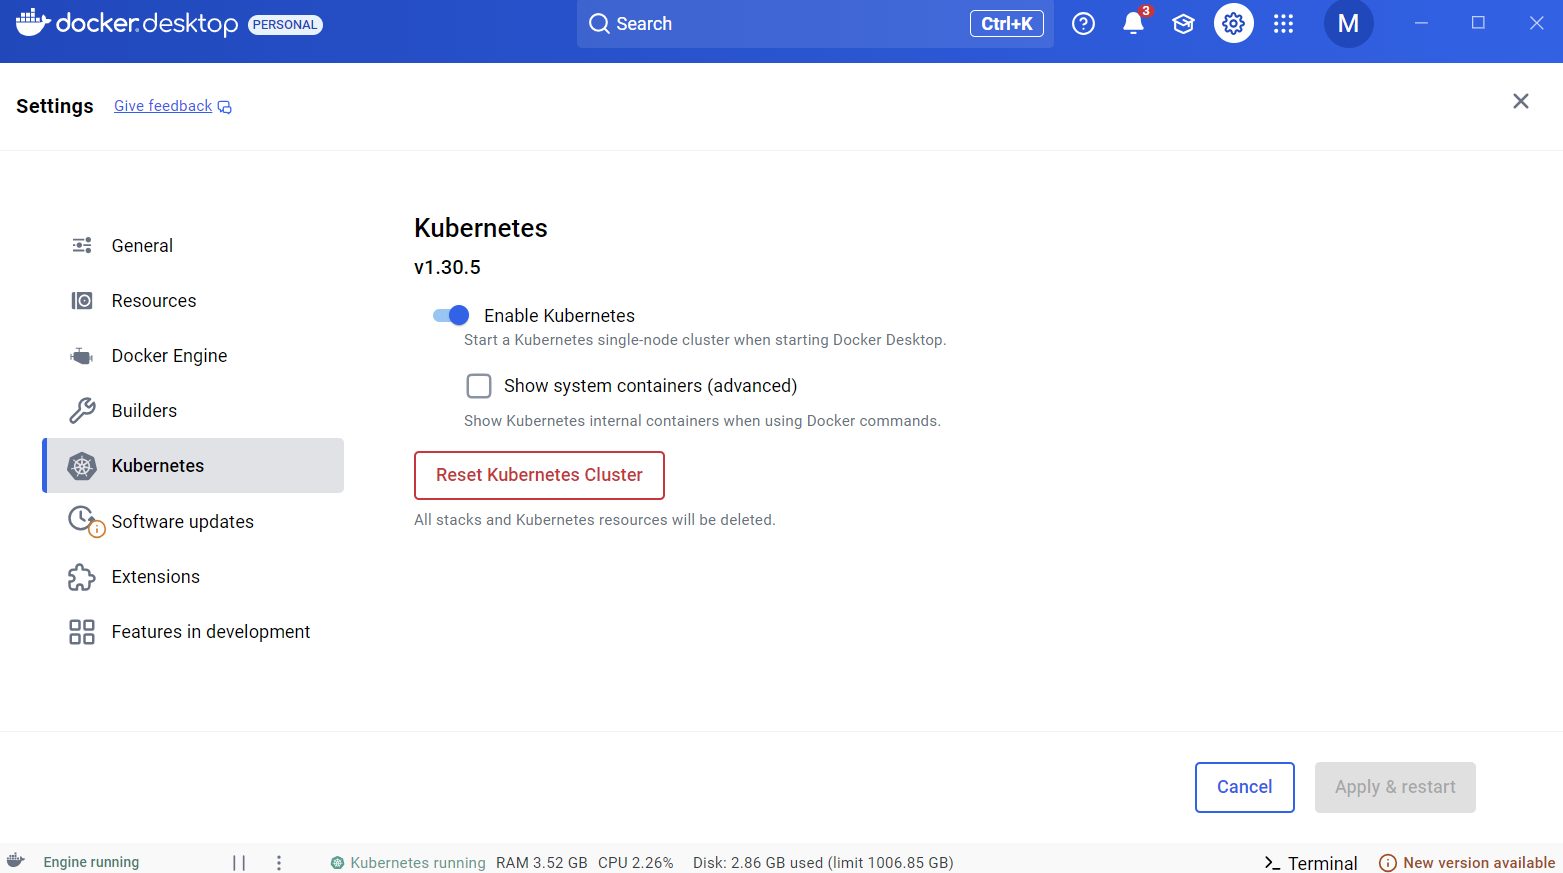 docker.desktop PERSONAL
Search
Ctrl+K
3
M
Settings
Give feedback
General
Resources
Docker Engine
Builders
Kubernetes
Software updates
Extensions
Features in development
Kubernetes
v1.30.5
Enable Kubernetes
Start a Kubernetes single-node cluster when starting Docker Desktop.
Show system containers (advanced)
Show Kubernetes internal containers when using Docker commands.
Reset Kubernetes Cluster
All stacks and Kubernetes resources will be deleted.
Cancel
Apply & restart
Engine running
Kubernetes running RAM 3.52 GB CPU 2.26% Disk: 2.86 GB used (limit 1006.85 GB)
Terminal
New version available